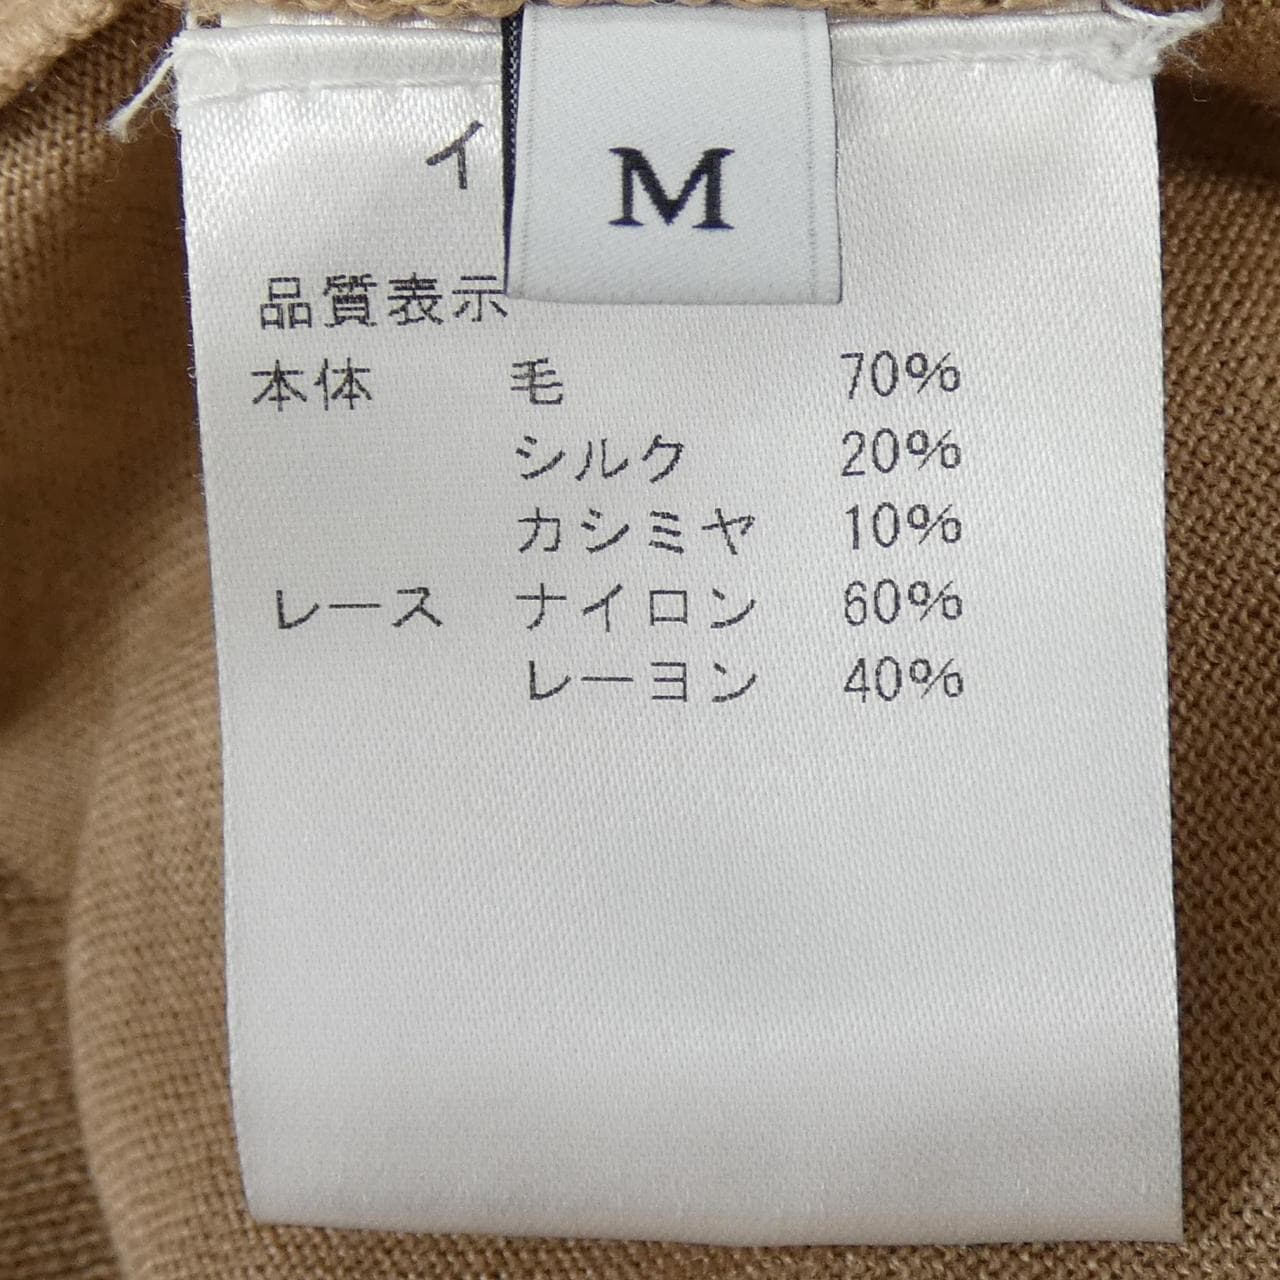 イ
M
品質表示
本体 毛 70%
シルク 20%
カシミヤ 10%
レース ナイロン 60%
レーヨン 40%